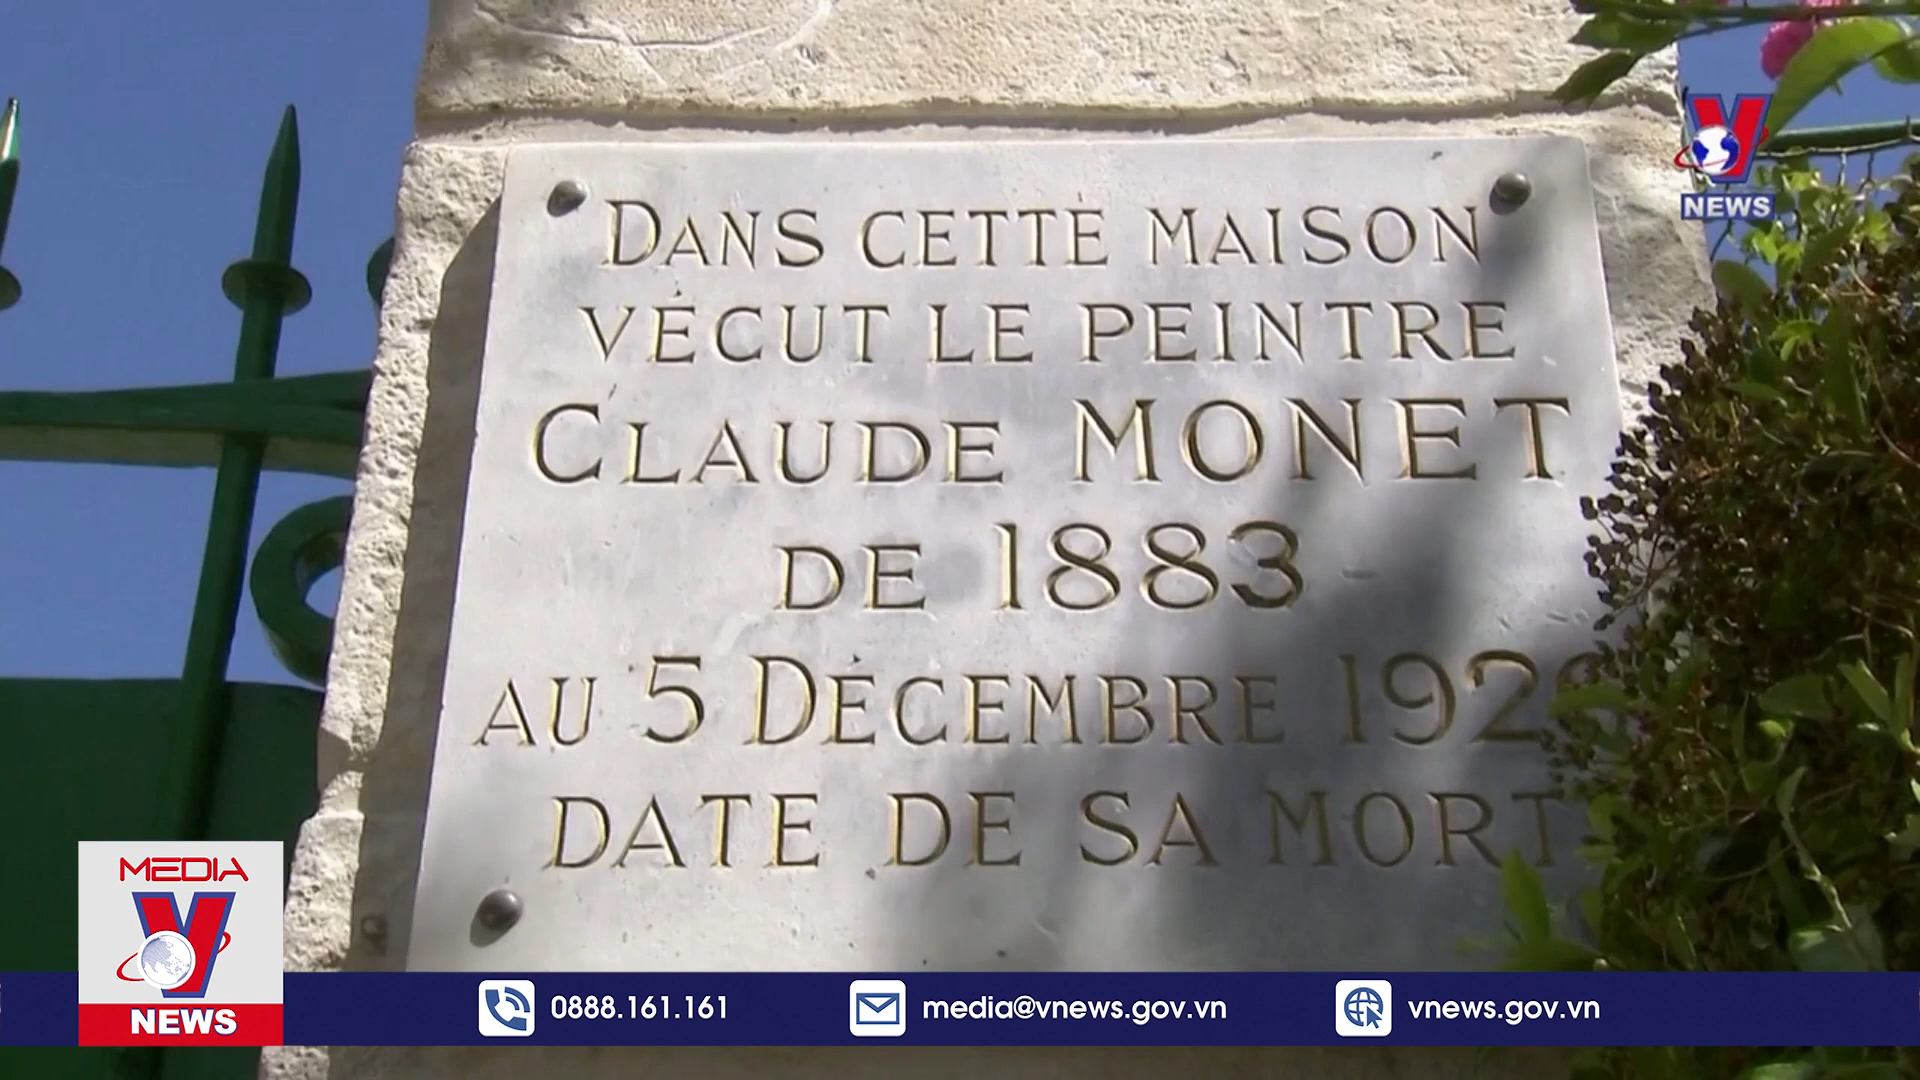 DANS CETTE MAISON
VÉCUT LE PEINTRE
CLAUDE MONET
DE 1883
AU 5 DÉCEMBRE 1926
DATE DE SA MORT
V
NEWS
MEDIA
V
NEWS
0888.161.161
media@vnews.gov.vn
vnews.gov.vn